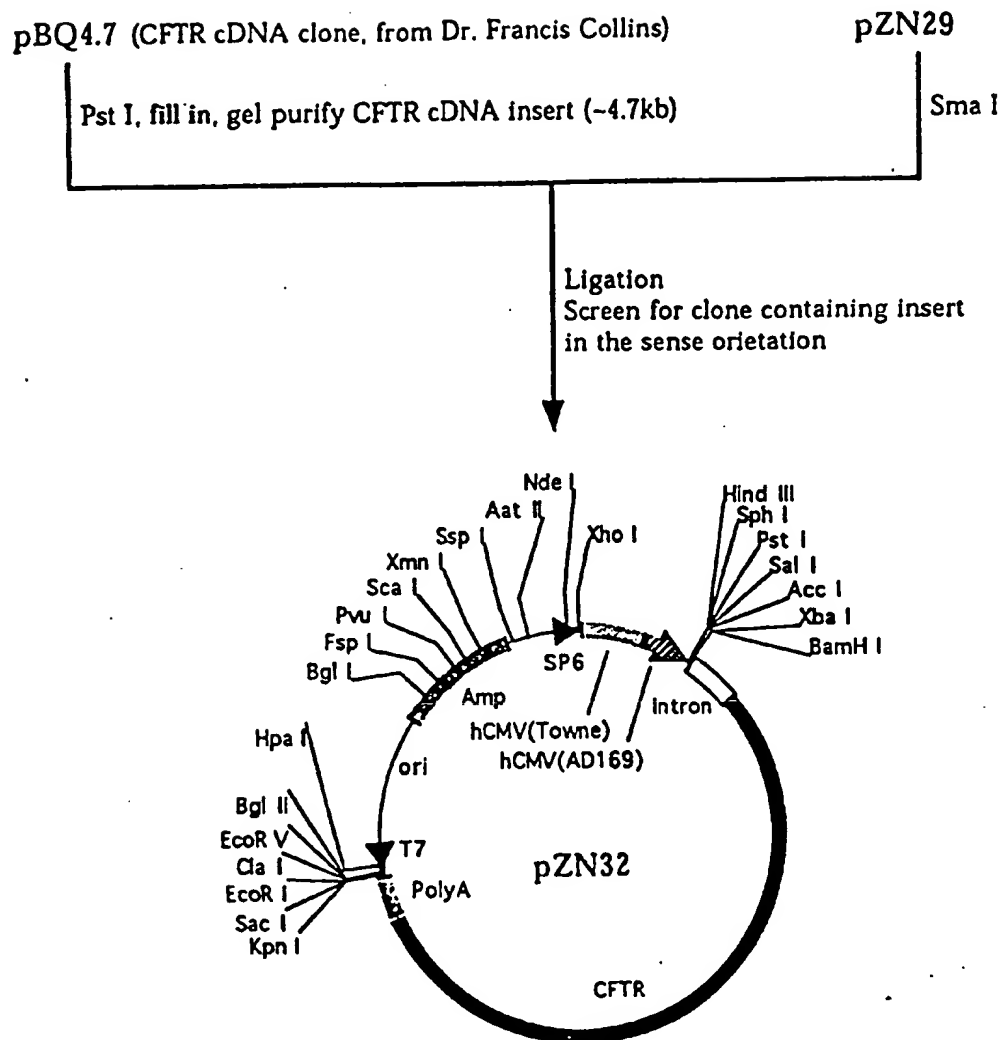 pBQ4.7 (CFTR cDNA clone, from Dr. Francis Collins)
pZN29
Pst I, fill in, gel purify CFTR cDNA insert (~4.7kb)
Sma I
Ligation
Screen for clone containing insert
in the sense orietation
Nde I
Aat II
Ssp I
Xmn I
Sca I
Pvu I
Fsp I
Bgl I
Xho I
Hind III
Sph I
Pst I
Sal I
Acc I
Xba I
BamH I
SP6
Amp
Intron
hCMV(Towne)
hCMV(AD169)
Hpa I
ori
Bgl II
EcoR V
Cla I
EcoR I
Sac I
Kpn I
T7
PolyA
pZN32
CFTR